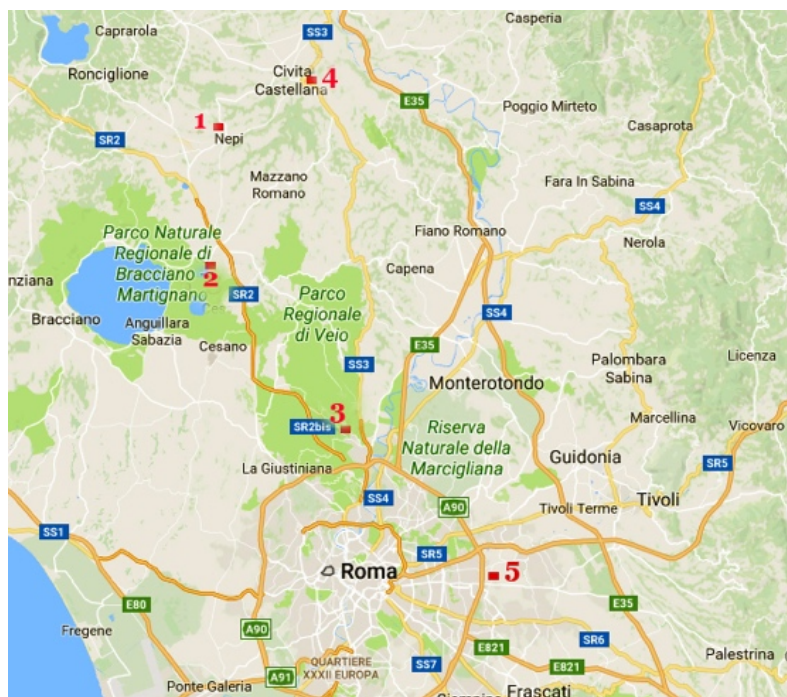 Caprarola
SS3
Casperia
Ronciglione
Civita
Castellana
4
E35
Poggio Mirteto
1
Nepi
SR2
Casaprota
Mazzano
Romano
Fara In Sabina
SS4
Parco Naturale
Regionale di
Bracciano
Martignano
2
Fiano Romano
Nerola
Capena
nziana
SR2
Parco
Regionale
di Veio
SS4
Bracciano
Anguillara
Sabazia
Cesano
E35
SS3
Palombara
Sabina
Licenza
Monterotondo
3
SR2bis
Marcellina
Vicovaro
Riserva
Naturale della
Marcigliana
La Giustiniana
Guidonia
SR5
SS4
Tivoli
A90
Tivoli Terme
SS1
SR5
Roma
5
E80
E35
Fregene
A90
SR6
E821
Palestrina
QUARTIERE
XXXII EUROPA
SS7
E821
A91
Ponte Galeria
Frascati